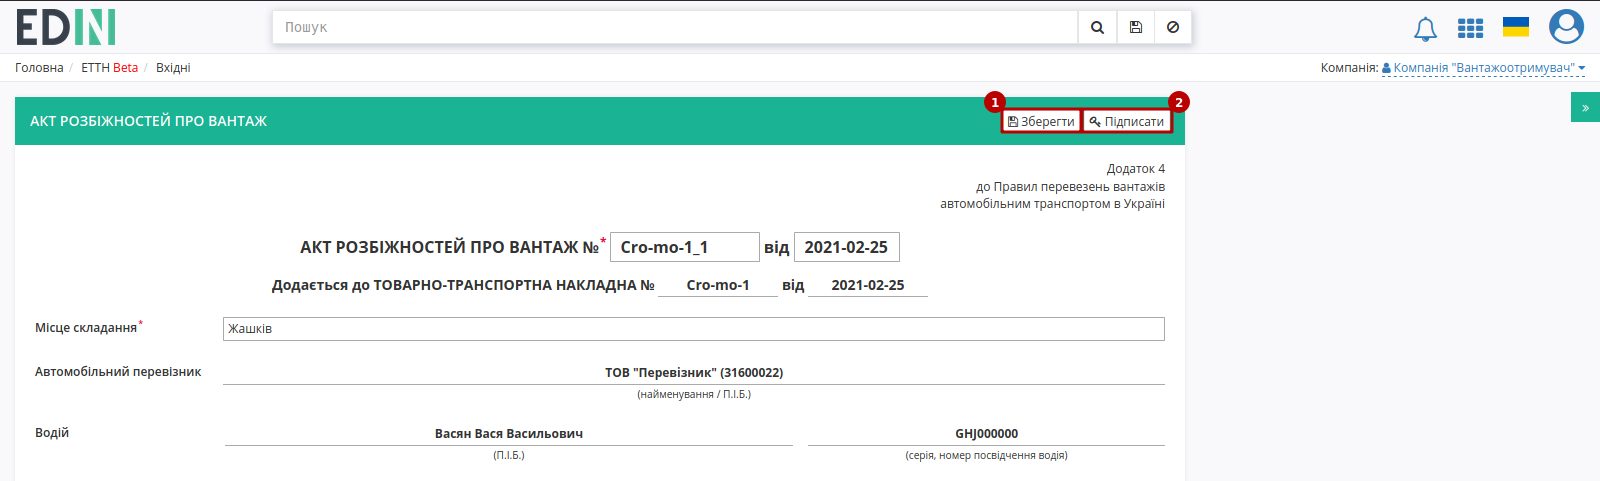 EDIN
Пошук
Головна / ЕТТН Beta / Вхідні
Компанія: Компанія "Вантажоотримувач"
1 2
АКТ РОЗБІЖНОСТЕЙ ПРО ВАНТАЖ Зберегти Підписати
»
Додаток 4
до Правил перевезень вантажів
автомобільним транспортом в Україні
АКТ РОЗБІЖНОСТЕЙ ПРО ВАНТАЖ №* Cro-mo-1_1 від 2021-02-25
Додається до ТОВАРНО-ТРАНСПОРТНА НАКЛАДНА № Cro-mo-1 від 2021-02-25
Місце складання* Жашків
Автомобільний перевізник ТОВ "Перевізник" (31600022)
(найменування / П.І.Б.)
Водій Васян Вася Васильович GHJ000000
(П.І.Б.) (серія, номер посвідчення водія)